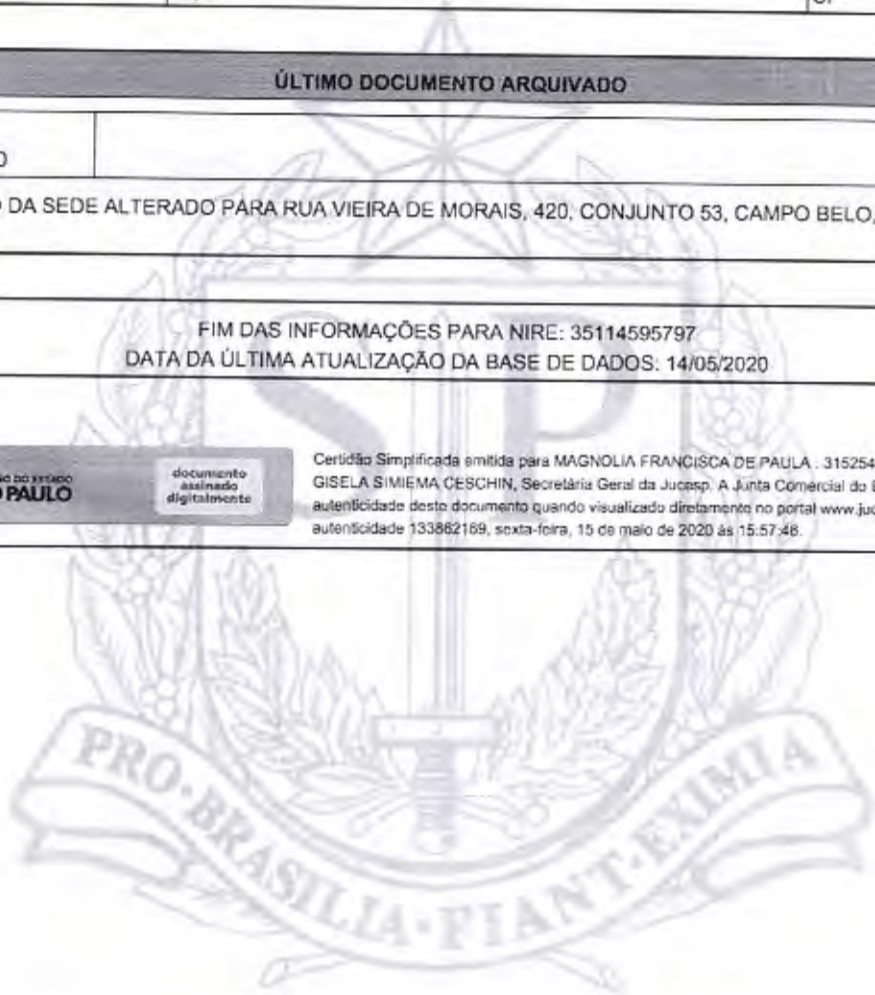 ÚLTIMO DOCUMENTO ARQUIVADO
DA SEDE ALTERADO PARA RUA VIEIRA DE MORAIS, 420, CONJUNTO 53, CAMPO BELO,
FIM DAS INFORMAÇÕES PARA NIRE: 35114595797
DATA DA ÚLTIMA ATUALIZAÇÃO DA BASE DE DADOS: 14/05/2020
DO ESTADO
PAULO
documento
assinado
digitalmente
Certidão Simplificada emitida para MAGNOLIA FRANCISCA DE PAULA : 315254
GISELA SIMIEMA CESCHIN, Secretária Geral da Jucesp. A Junta Comercial do
autenticidade deste documento quando visualizado diretamente no portal www.juc
autenticidade 133862169, sexta-feira, 15 de maio de 2020 às 15:57:48.
SP
PRO·BRASILIA·FIANT·EXIMIA